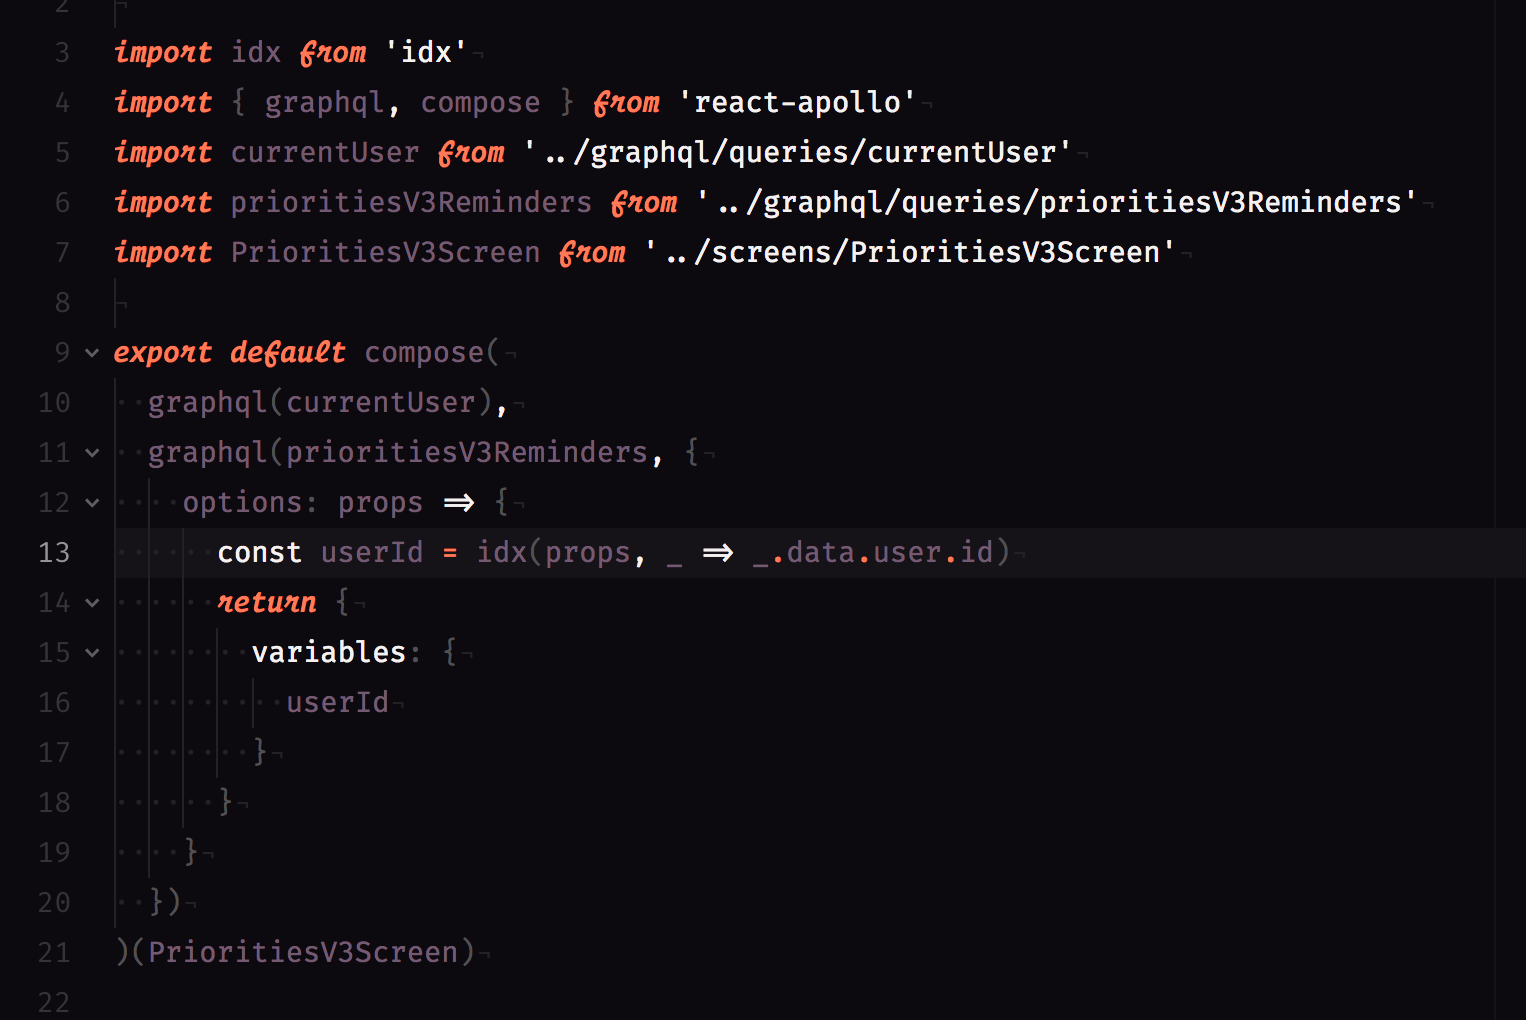 2
3 import idx from 'idx'¬
4 import { graphql, compose } from 'react-apollo'¬
5 import currentUser from '../graphql/queries/currentUser'¬
6 import prioritiesV3Reminders from '../graphql/queries/prioritiesV3Reminders'¬
7 import PrioritiesV3Screen from '../screens/PrioritiesV3Screen'¬
8 ¬
9 export default compose(¬
10 ··graphql(currentUser),¬
11 ··graphql(prioritiesV3Reminders, {¬
12 ····options: props => {¬
13 ······const userId = idx(props, _ => _.data.user.id)¬
14 ······return {¬
15 ········variables: {¬
16 ··········userId¬
17 ········}¬
18 ······}¬
19 ····}¬
20 ··})¬
21 )(PrioritiesV3Screen)¬
22